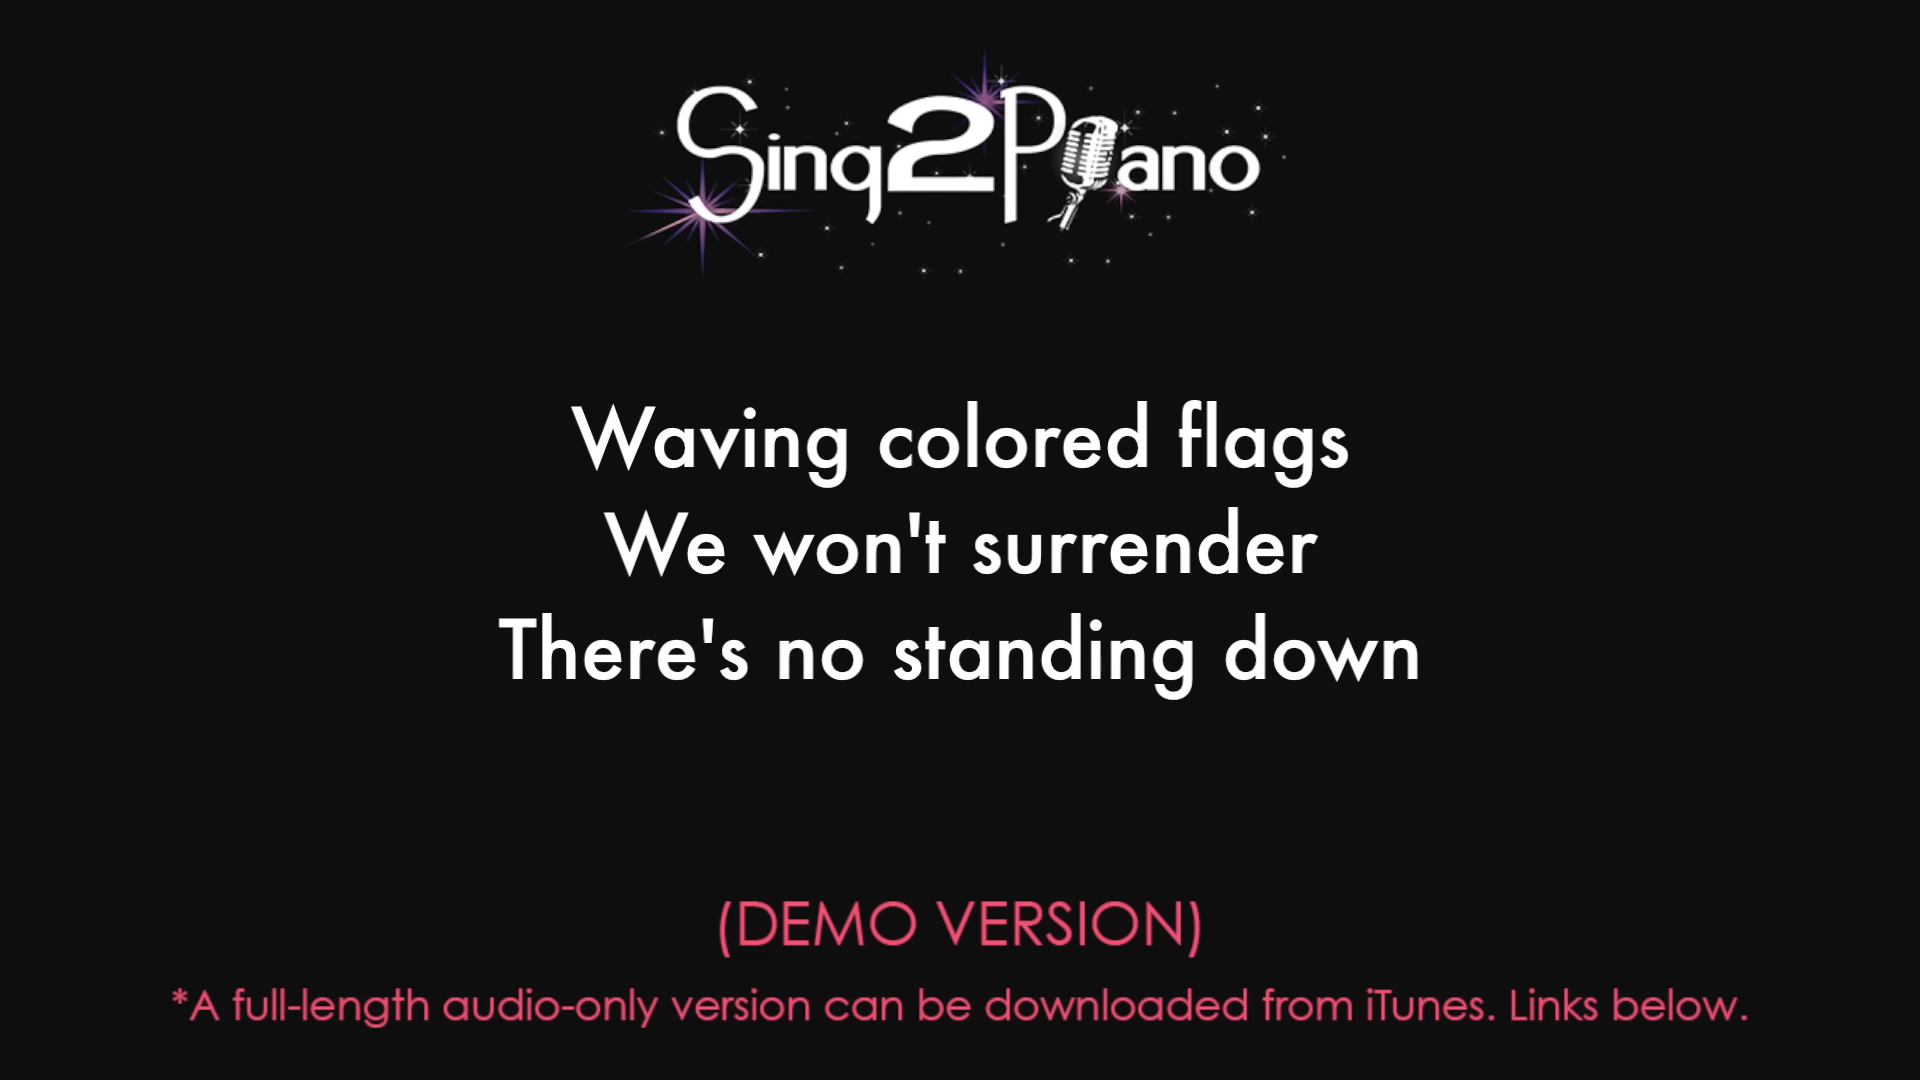 Sing2Piano
Waving colored flags
We won't surrender
There's no standing down
(DEMO VERSION)
*A full-length audio-only version can be downloaded from iTunes. Links below.